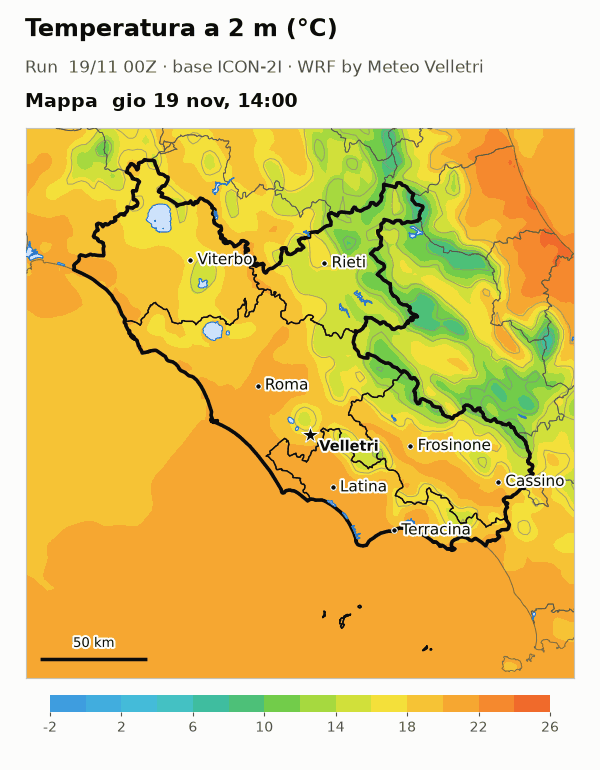 Temperatura a 2 m (°C)
Run  19/11 00Z · base ICON-2I · WRF by Meteo Velletri
Mappa  gio 19 nov, 14:00
Viterbo
Rieti
Roma
Velletri
Frosinone
Latina
Cassino
Terracina
50 km
-2 2 6 10 14 18 22 26